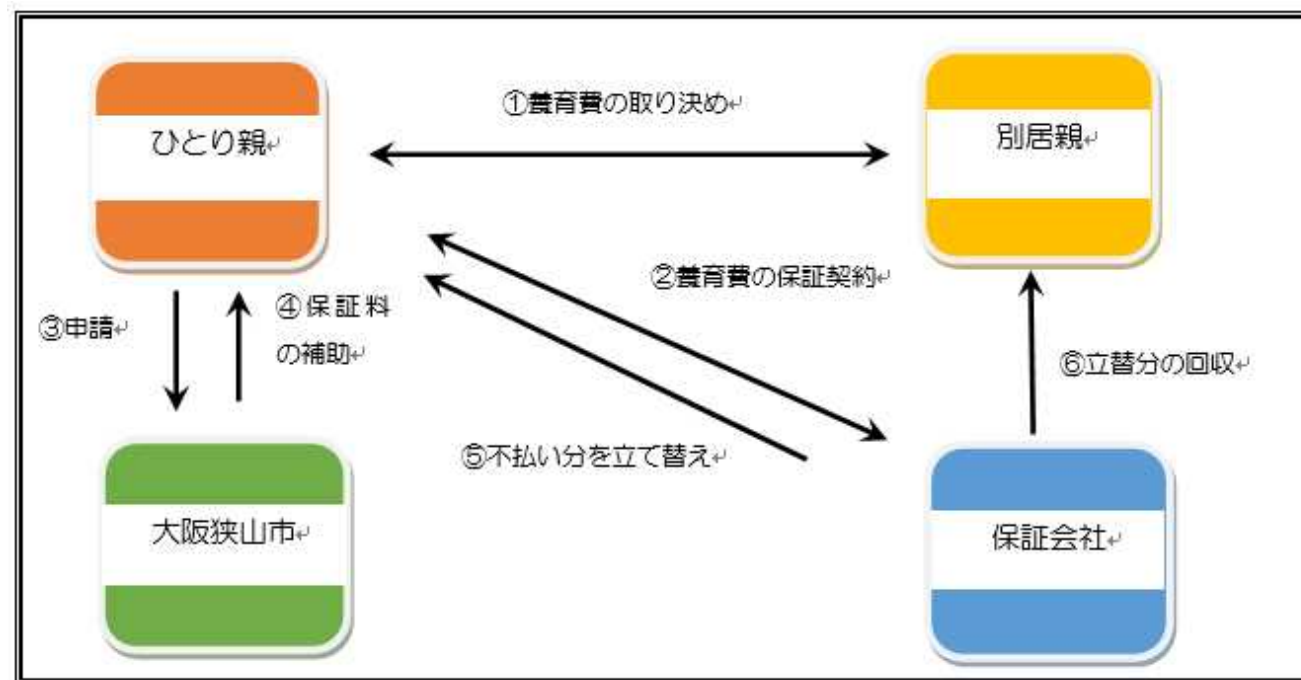 ①養育費の取り決め↵
ひとり親↵
別居親↵
②養育費の保証契約↵
③申請↵
④保証料
の補助↵
⑥立替分の回収↵
⑤不払い分を立て替え↵
大阪狭山市↵
保証会社↵